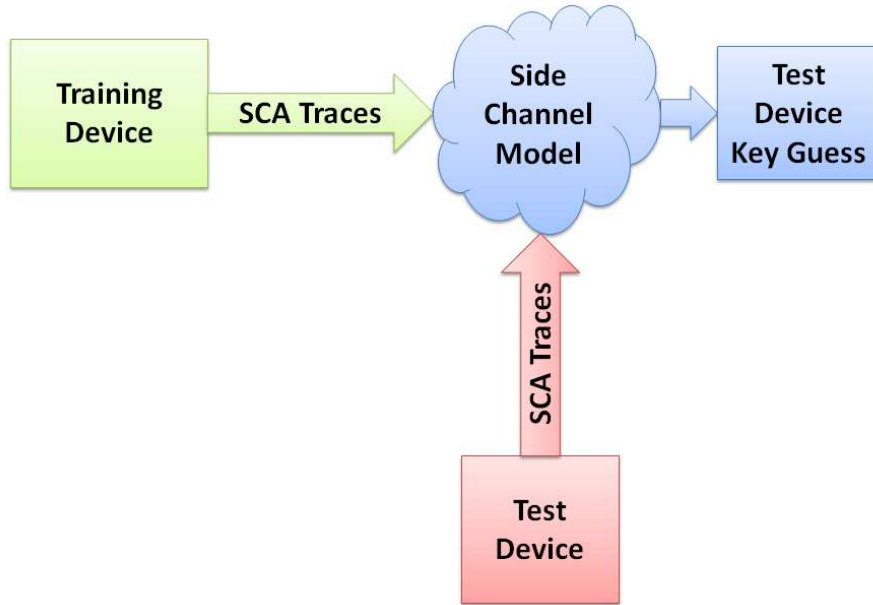 Training
Device
SCA Traces
Side
Channel
Model
Test
Device
Key Guess
SCA Traces
Test
Device